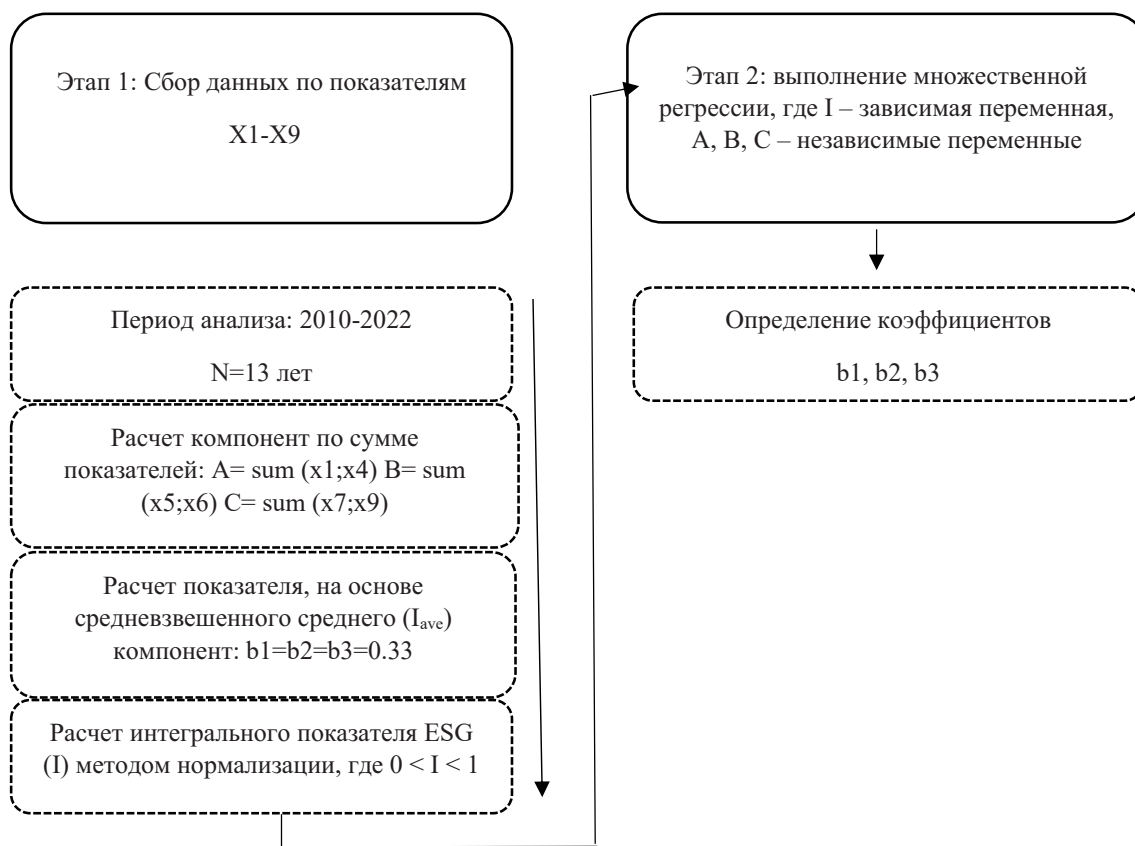 Этап 1: Сбор данных по показателям
X1-X9
Период анализа: 2010-2022
N=13 лет
Расчет компонент по сумме
показателей: A= sum (x1;x4) B= sum
(x5;x6) C= sum (x7;x9)
Расчет показателя, на основе
средневзвешенного среднего (Iave)
компонент: b1=b2=b3=0.33
Расчет интегрального показателя ESG
(I) методом нормализации, где 0 < I < 1
Этап 2: выполнение множественной
регрессии, где I – зависимая переменная,
A, B, C – независимые переменные
Определение коэффициентов
b1, b2, b3